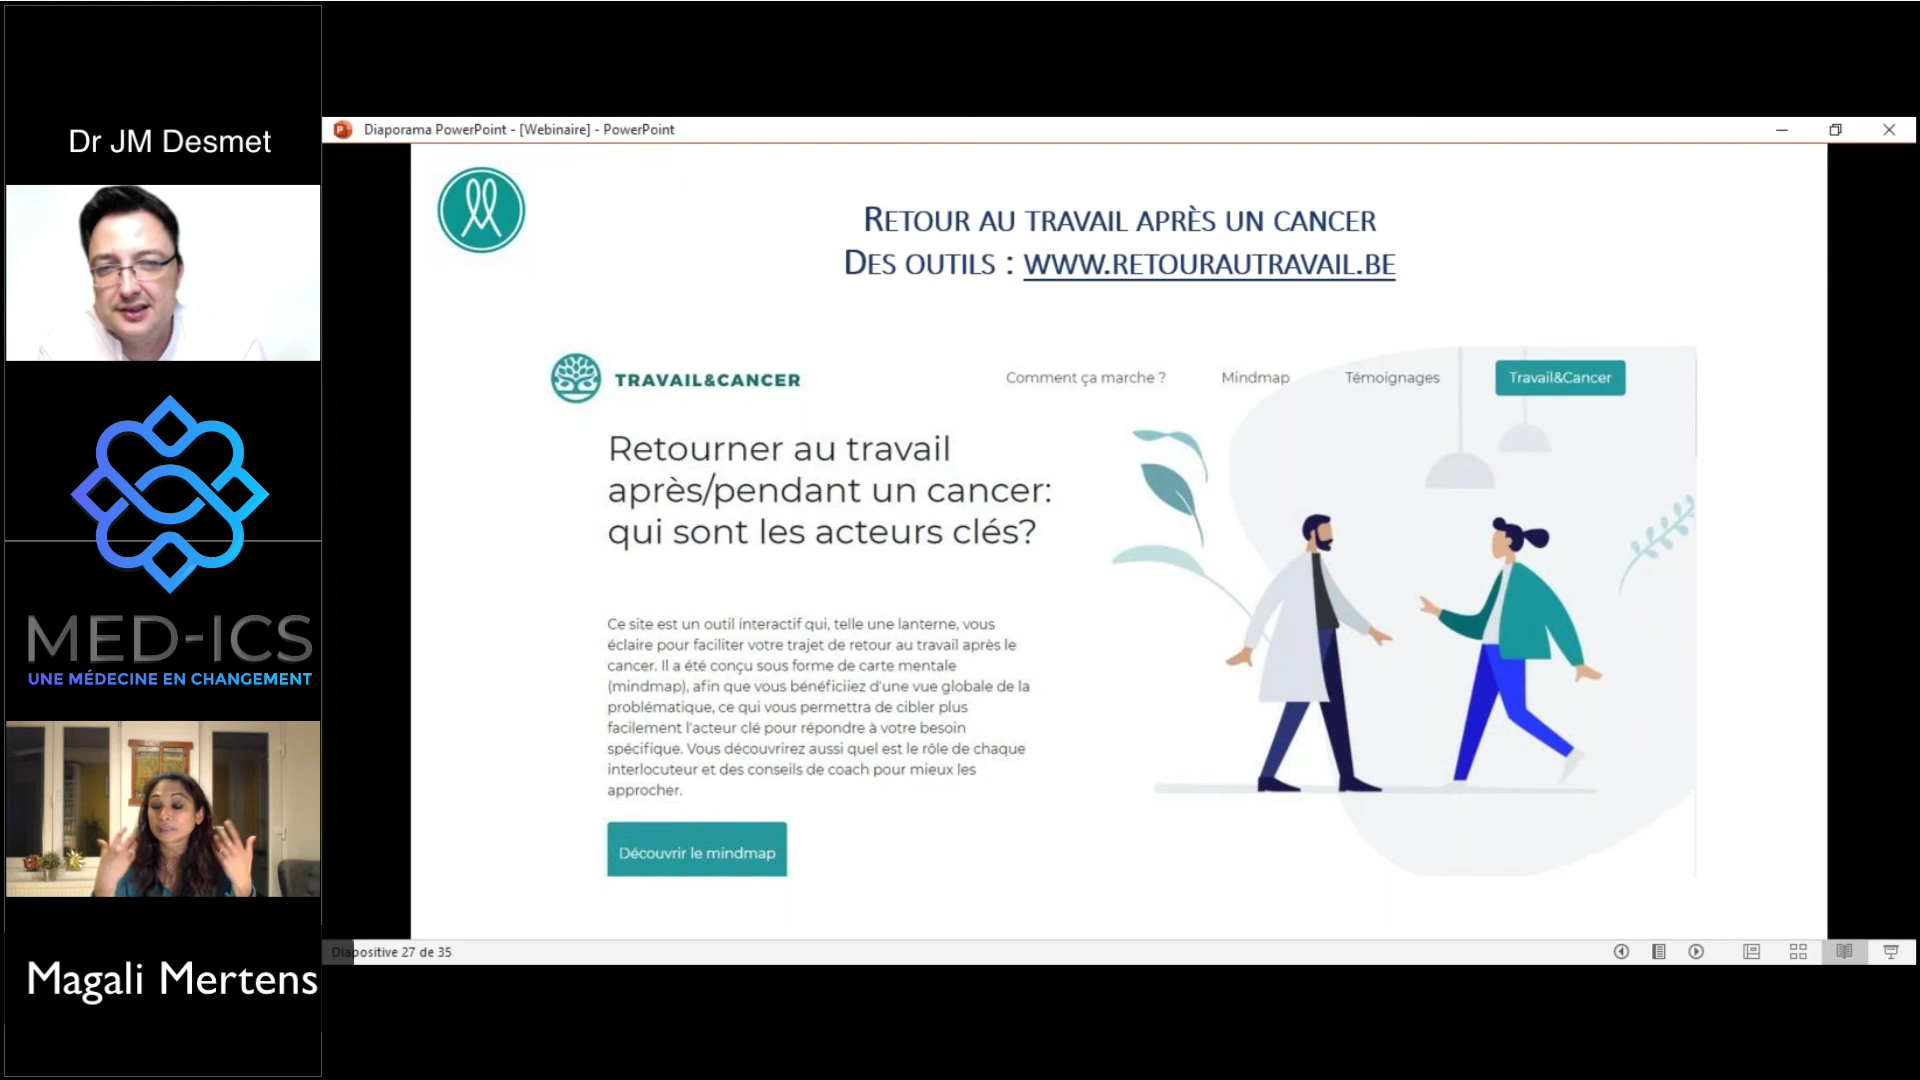 Dr JM Desmet
MED-ICS
UNE MÉDECINE EN CHANGEMENT
Magali Mertens
Diaporama PowerPoint - [Webinaire] - PowerPoint
RETOUR AU TRAVAIL APRÈS UN CANCER
DES OUTILS : WWW.RETOURAUTRAVAIL.BE
TRAVAIL&CANCER
Comment ça marche ?
Mindmap
Témoignages
Travail&Cancer
Retourner au travail
après/pendant un cancer:
qui sont les acteurs clés?
Ce site est un outil interactif qui, telle une lanterne, vous
éclaire pour faciliter votre trajet de retour au travail après le
cancer. Il a été conçu sous forme de carte mentale
(mindmap), afin que vous bénéficiiez d'une vue globale de la
problématique, ce qui vous permettra de cibler plus
facilement l'acteur clé pour répondre à votre besoin
spécifique. Vous découvrirez aussi quel est le rôle de chaque
interlocuteur et des conseils de coach pour mieux les
approcher.
Découvrir le mindmap
Diapositive 27 de 35